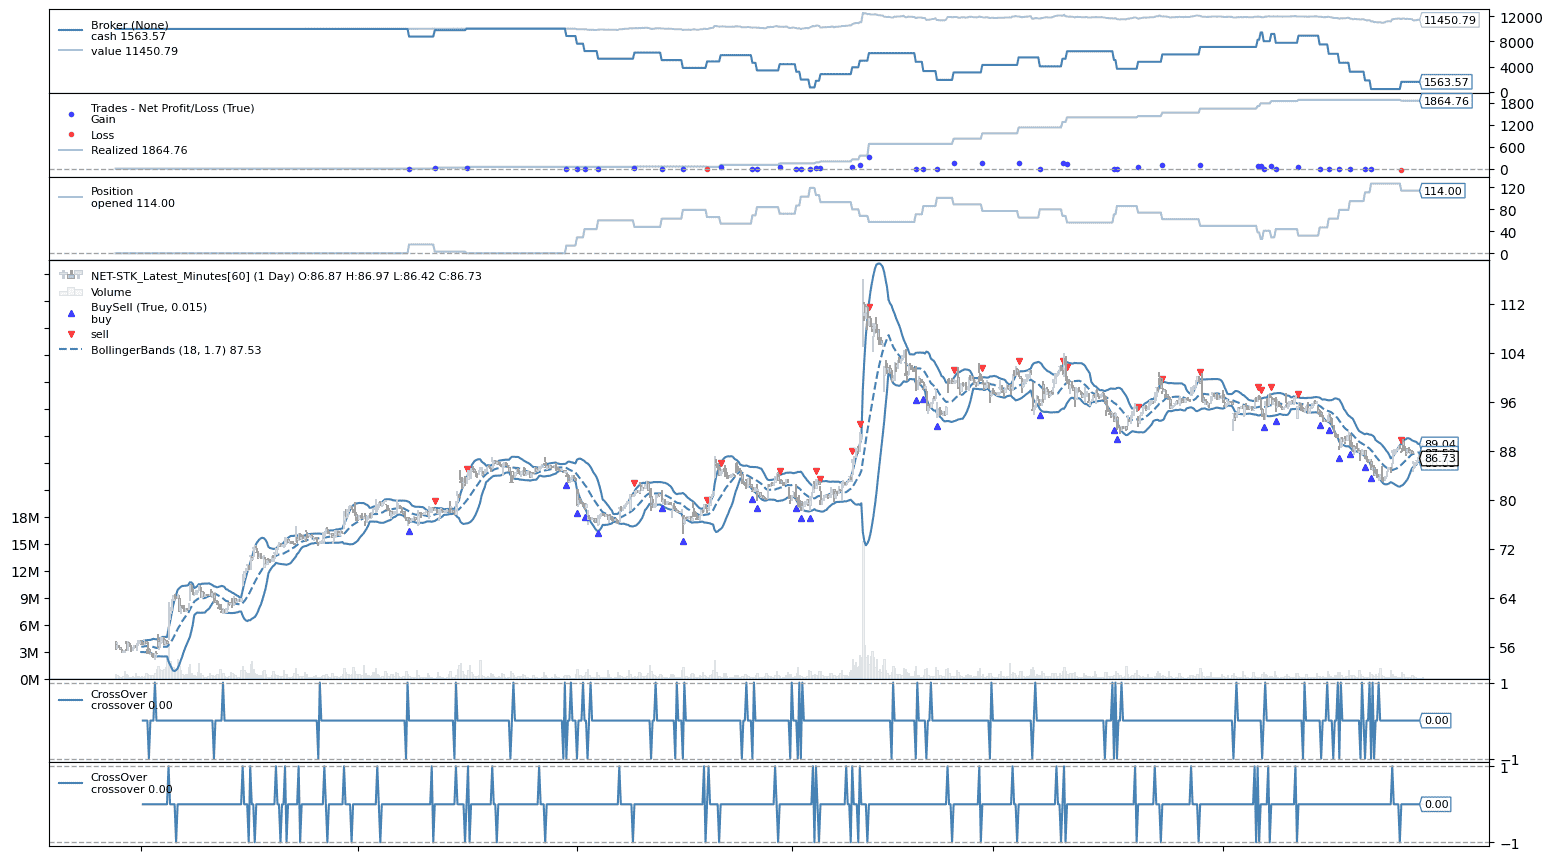 Broker (None)
cash 1563.57
value 11450.79
11450.79
1563.57
12000
8000
4000
0
Trades - Net Profit/Loss (True)
Gain
Loss
Realized 1864.76
1864.76
1800
1200
600
0
Position
opened 114.00
114.00
120
80
40
0
NET-STK_Latest_Minutes[60] (1 Day) O:86.87 H:86.97 L:86.42 C:86.73
Volume
BuySell (True, 0.015)
buy
sell
BollingerBands (18, 1.7) 87.53
112
104
96
88
80
72
64
56
89.04
86.73
18M
15M
12M
9M
6M
3M
0M
CrossOver
crossover 0.00
0.00
1
−1
CrossOver
crossover 0.00
0.00
1
−1